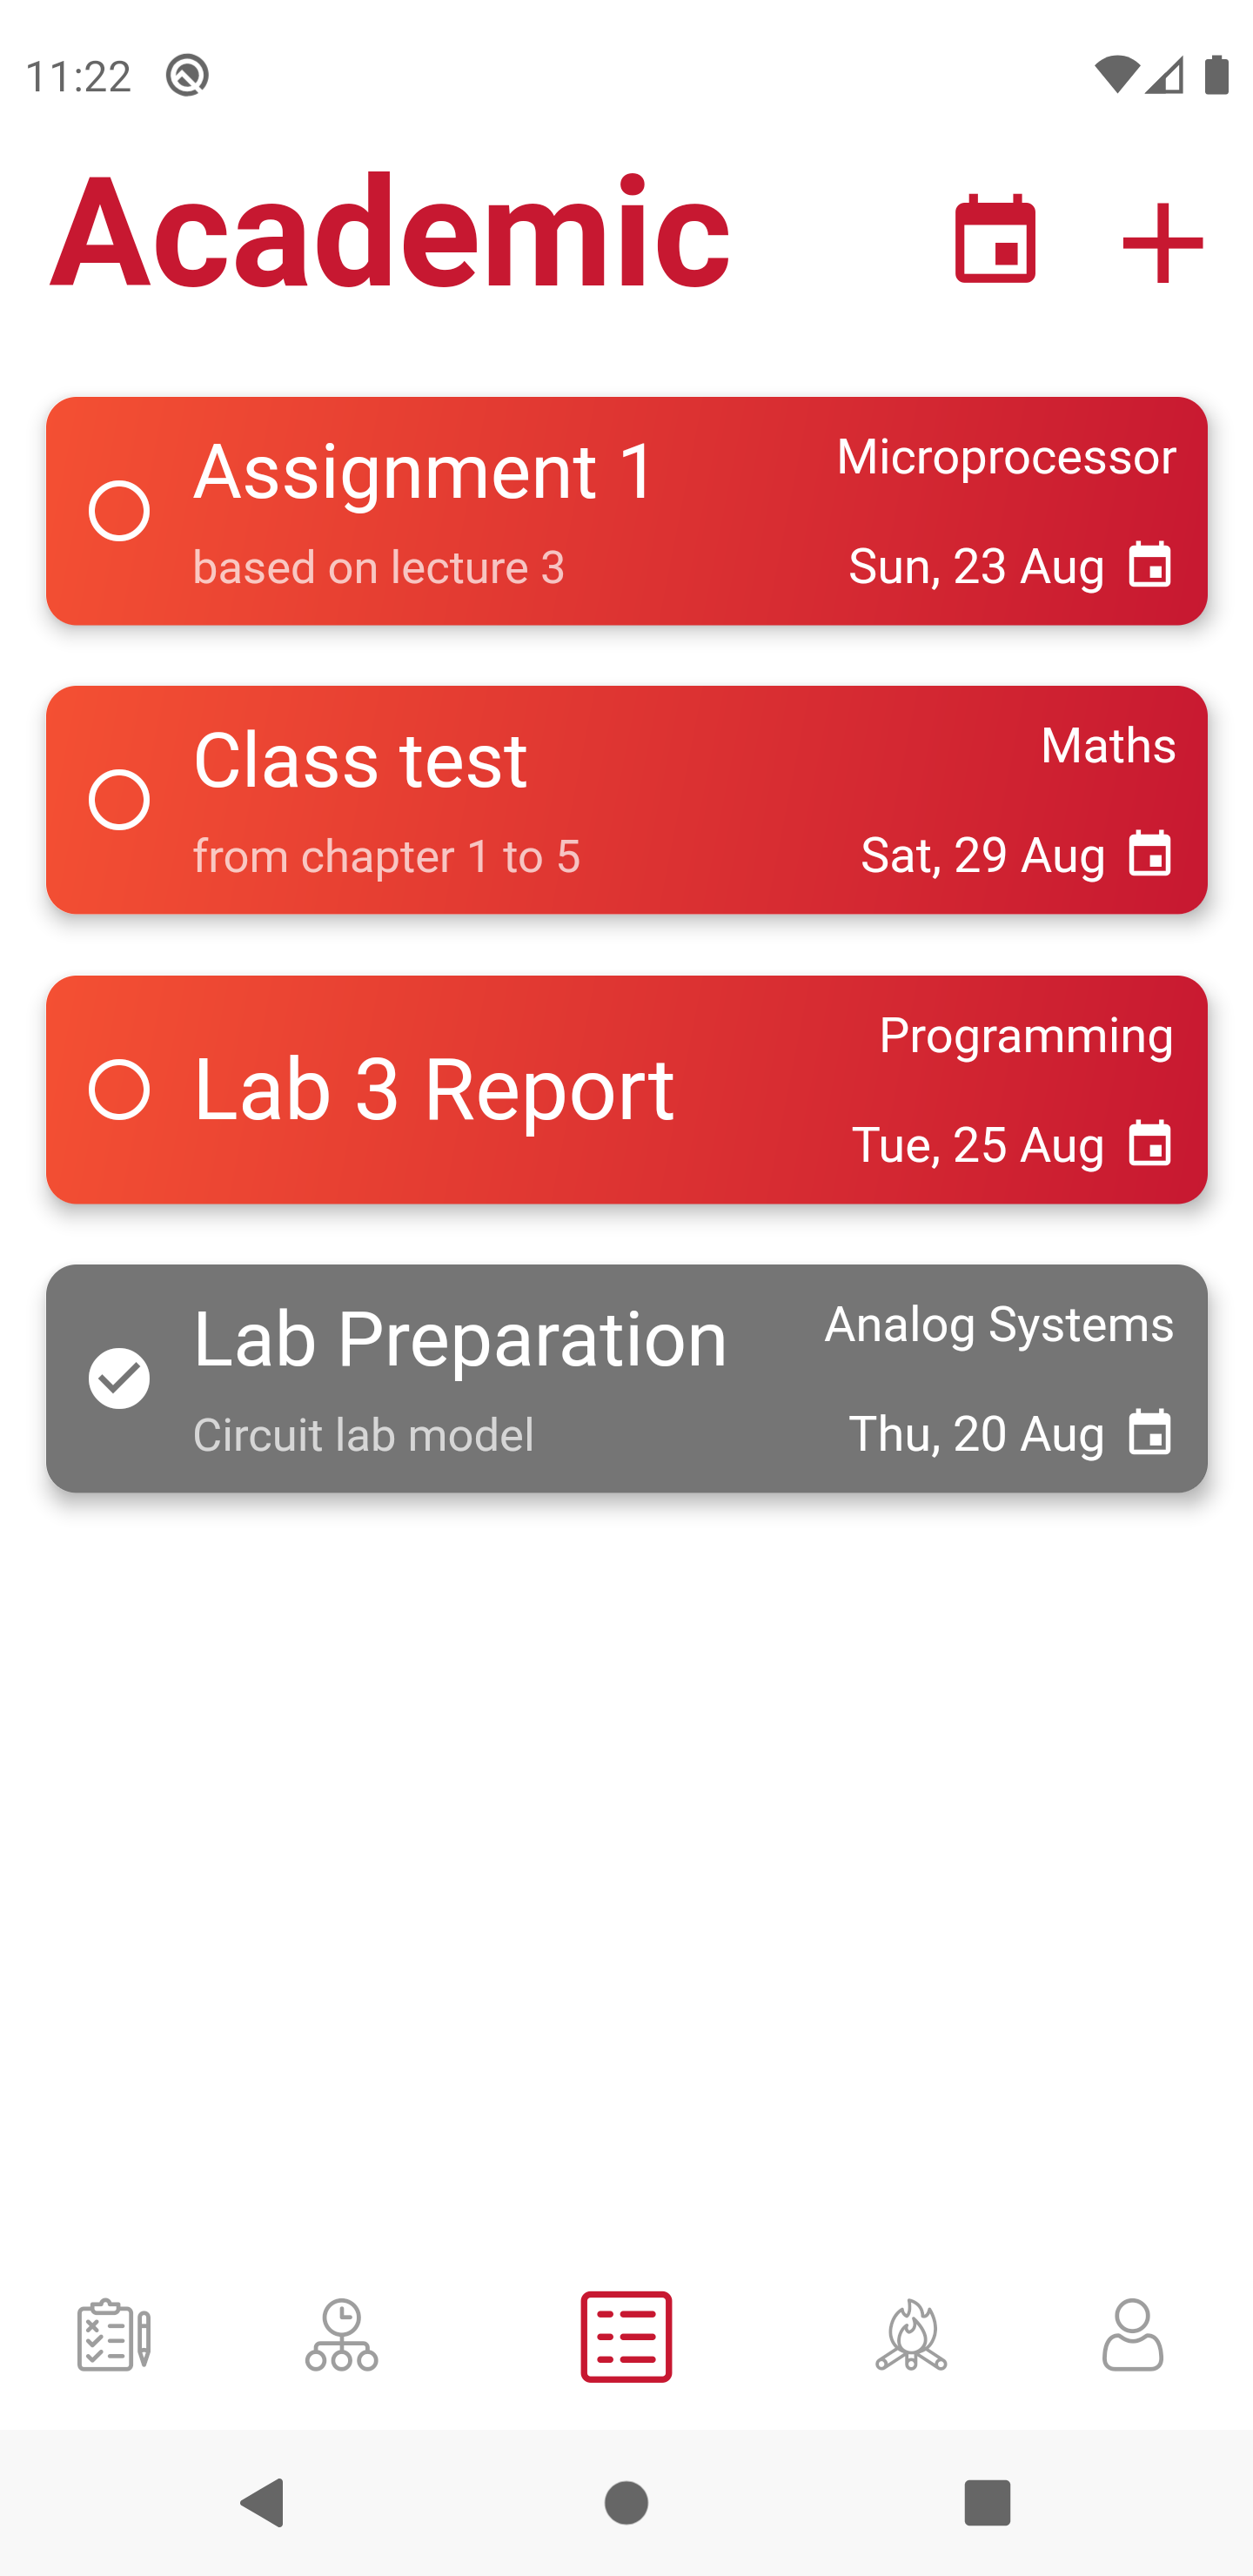 11:22
Academic
Assignment 1
Microprocessor
based on lecture 3
Sun, 23 Aug
Class test
Maths
from chapter 1 to 5
Sat, 29 Aug
Lab 3 Report
Programming
Tue, 25 Aug
Lab Preparation
Analog Systems
Circuit lab model
Thu, 20 Aug